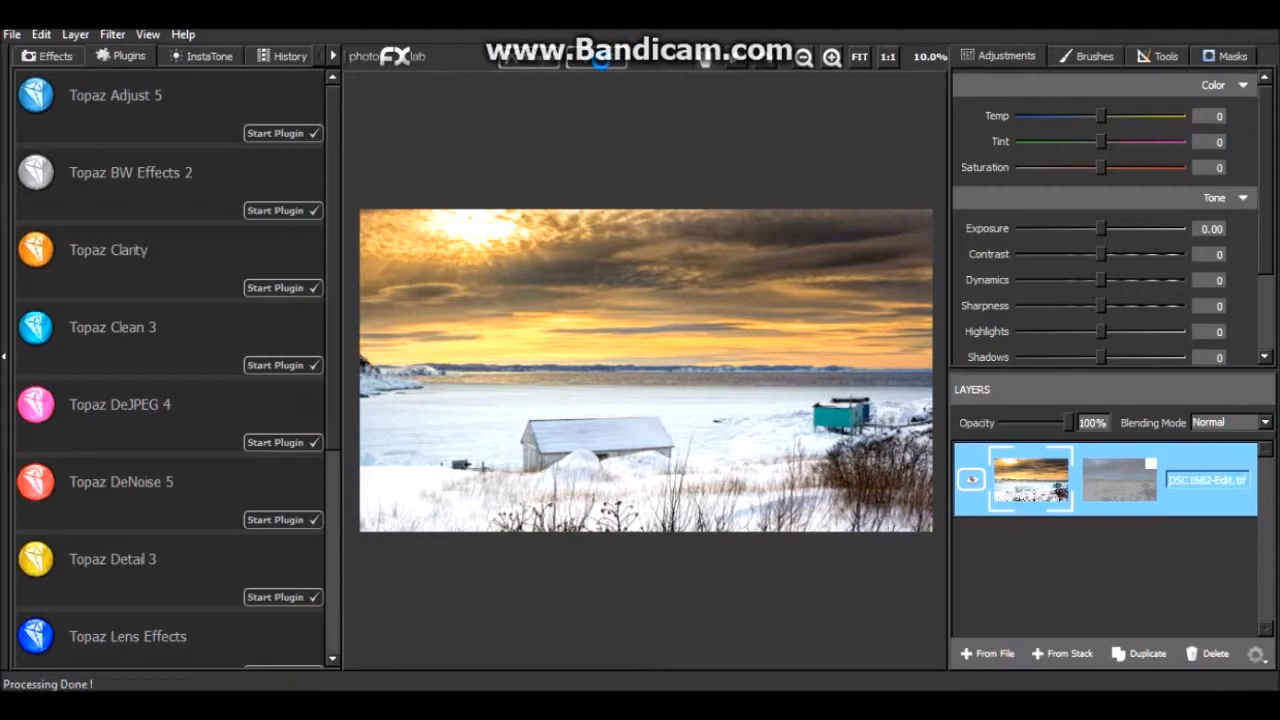 File Edit Layer Filter View Help
Effects Plugins InstaTone History photo FX lab www.Bandicam.com FIT 1:1 10.0% Adjustments Brushes Tools Masks
Topaz Adjust 5
Start Plugin
Topaz BW Effects 2
Start Plugin
Topaz Clarity
Start Plugin
Topaz Clean 3
Start Plugin
Topaz DeJPEG 4
Start Plugin
Topaz DeNoise 5
Start Plugin
Topaz Detail 3
Start Plugin
Topaz Lens Effects
Color
Temp 0
Tint 0
Saturation 0
Tone
Exposure 0.00
Contrast 0
Dynamics 0
Sharpness 0
Highlights 0
Shadows 0
LAYERS
Opacity 100% Blending Mode Normal
DSC1682-Edit.tif
From File From Stack Duplicate Delete
Processing Done !